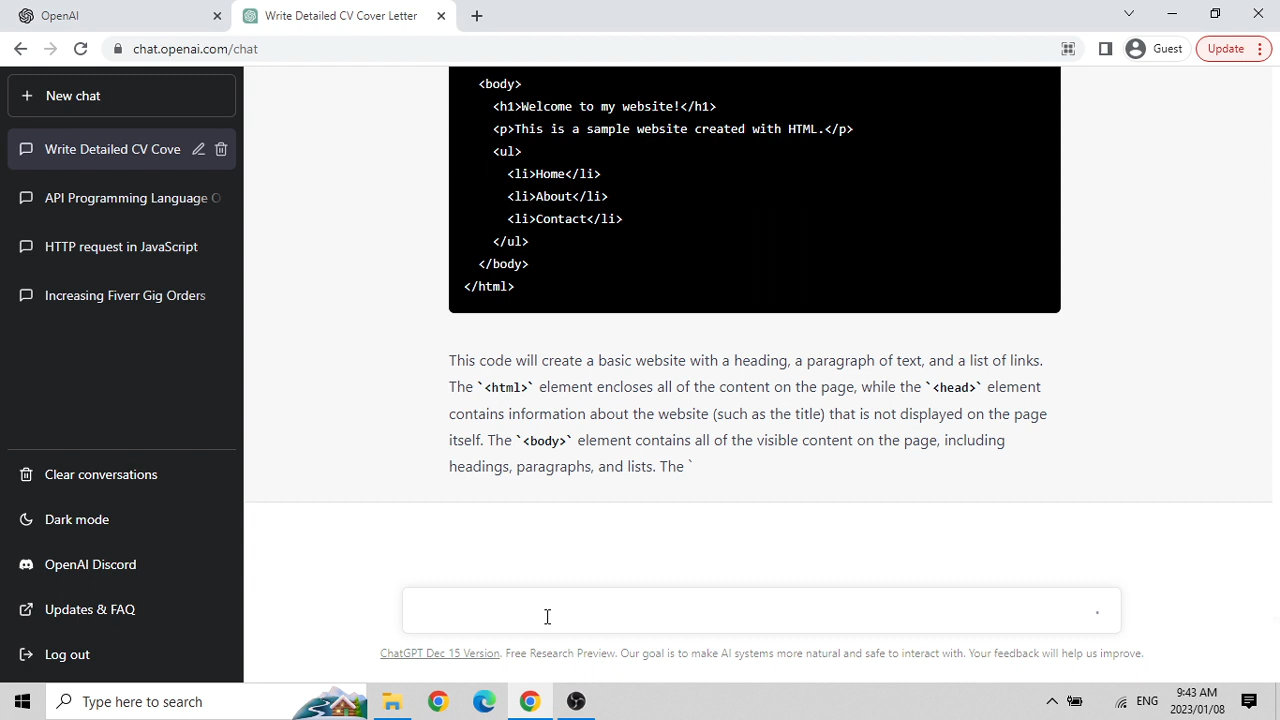 OpenAI
Write Detailed CV Cover Letter
chat.openai.com/chat
Guest
Update
New chat
Write Detailed CV Cove
API Programming Language O
HTTP request in JavaScript
Increasing Fiverr Gig Orders
Clear conversations
Dark mode
OpenAI Discord
Updates & FAQ
Log out
<body>
<h1>Welcome to my website!</h1>
<p>This is a sample website created with HTML.</p>
<ul>
<li>Home</li>
<li>About</li>
<li>Contact</li>
</ul>
</body>
</html>
This code will create a basic website with a heading, a paragraph of text, and a list of links.
The `<html>` element encloses all of the content on the page, while the `<head>` element
contains information about the website (such as the title) that is not displayed on the page
itself. The `<body>` element contains all of the visible content on the page, including
headings, paragraphs, and lists. The `
ChatGPT Dec 15 Version. Free Research Preview. Our goal is to make AI systems more natural and safe to interact with. Your feedback will help us improve.
Type here to search
ENG
9:43 AM
2023/01/08